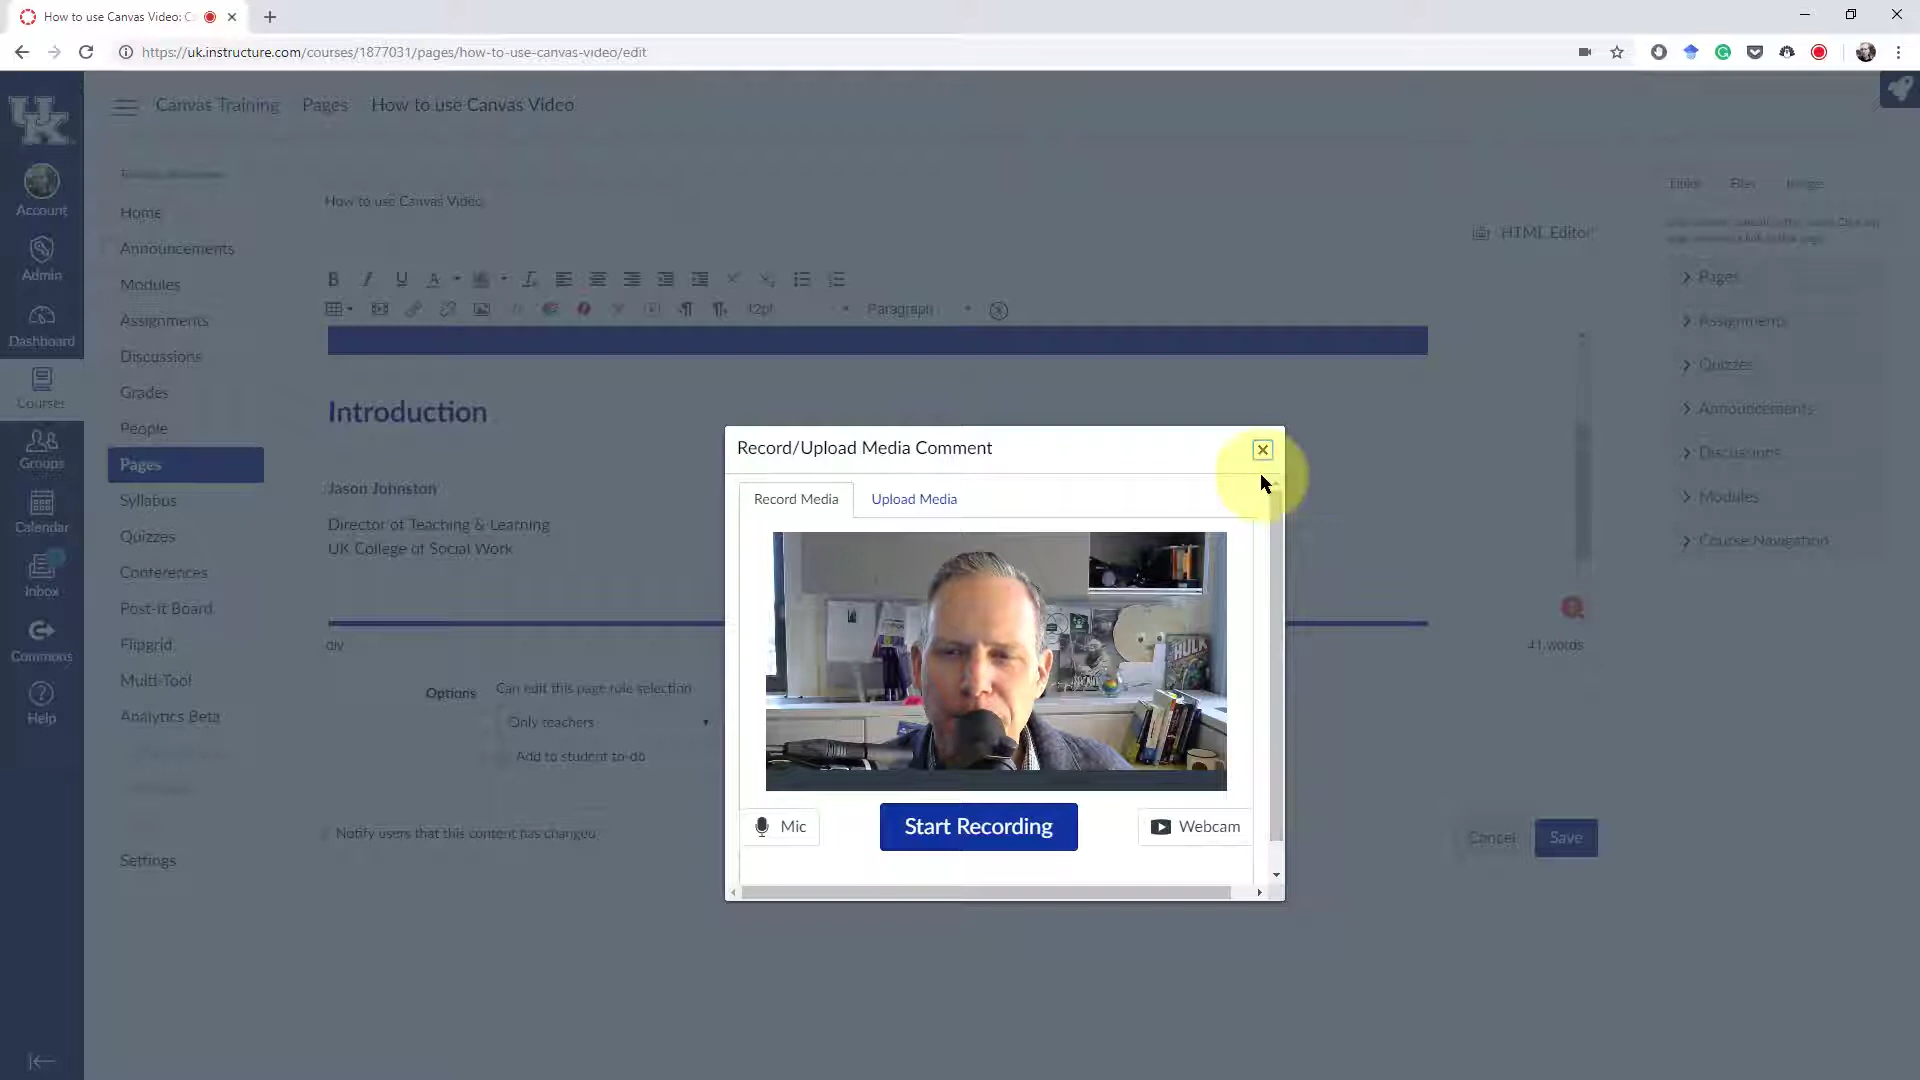 How to use Canvas Video: C
https://uk.instructure.com/courses/1877031/pages/how-to-use-canvas-video/edit
UK
Canvas Training Pages How to use Canvas Video
Account
Admin
Dashboard
Courses
Groups
Calendar
Inbox
Commons
Help
Home
Announcements
Modules
Assignments
Discussions
Grades
People
Pages
Syllabus
Quizzes
Conferences
Post-It Board
Flipgrid
Multi-Tool
Analytics Beta
Settings
How to use Canvas Video
HTML Editor
B I U A
12pt Paragraph
Introduction
Jason Johnston
Director of Teaching & Learning
UK College of Social Work
div
41 words
Options
Can edit this page role selection
Only teachers
Add to student to-do
Notify users that this content has changed
Cancel Save
Record/Upload Media Comment
Record Media Upload Media
HULK
Mic Start Recording Webcam
Links Files Images
Pages
Assignments
Quizzes
Announcements
Discussions
Modules
Course Navigation